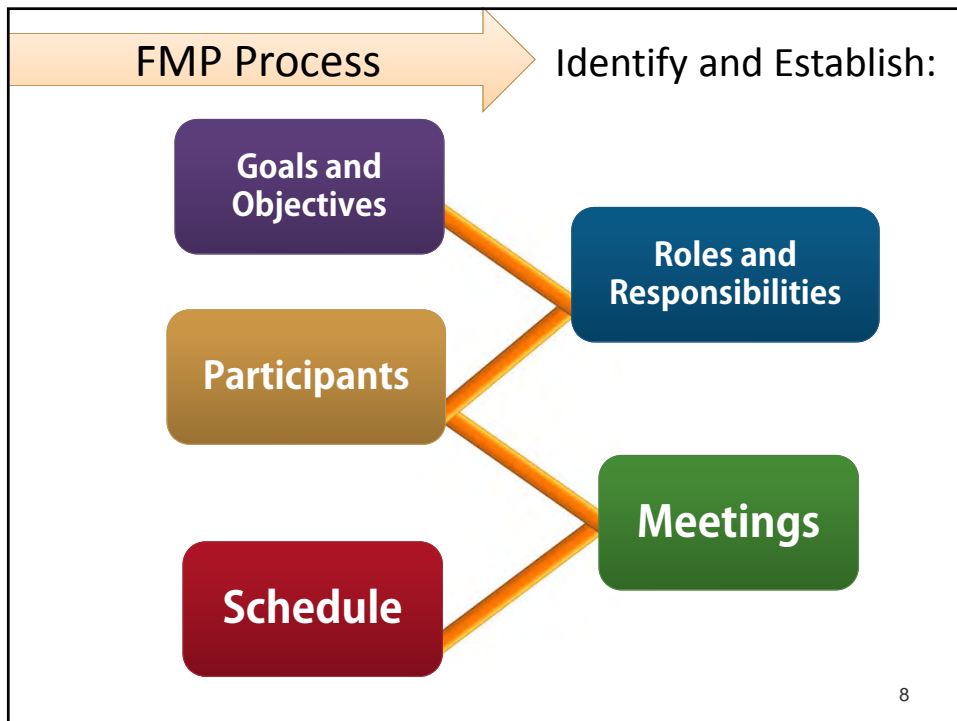 FMP Process
Identify and Establish:
Goals and
Objectives
Roles and
Responsibilities
Participants
Meetings
Schedule
8